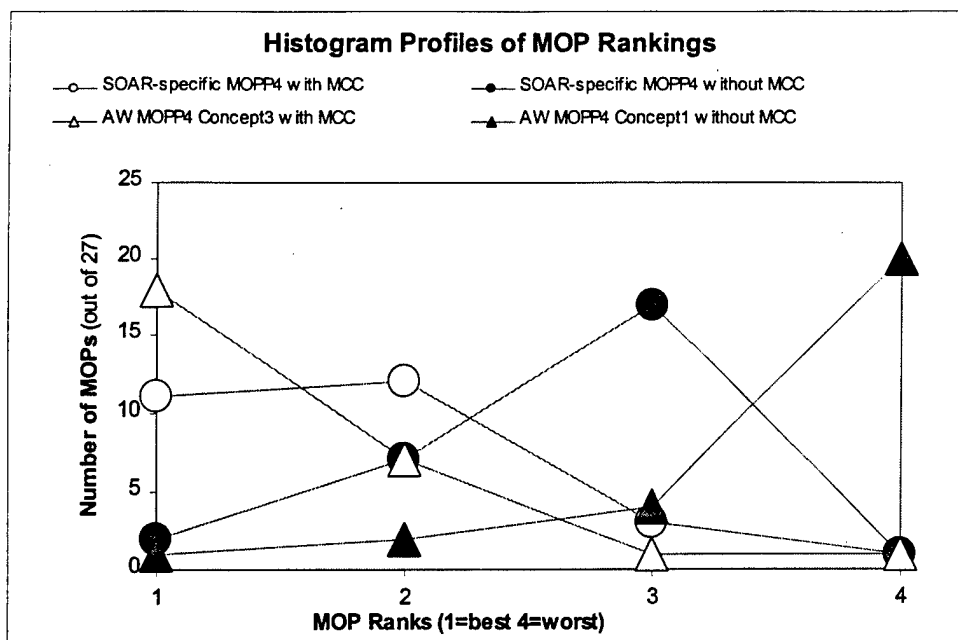 Histogram Profiles of MOP Rankings
SOAR-specific MOPP4 with MCC
SOAR-specific MOPP4 without MCC
AW MOPP4 Concept3 with MCC
AW MOPP4 Concept1 without MCC
Number of MOPs (out of 27)
25
20
15
10
5
0
1 2 3 4
MOP Ranks (1=best 4=worst)